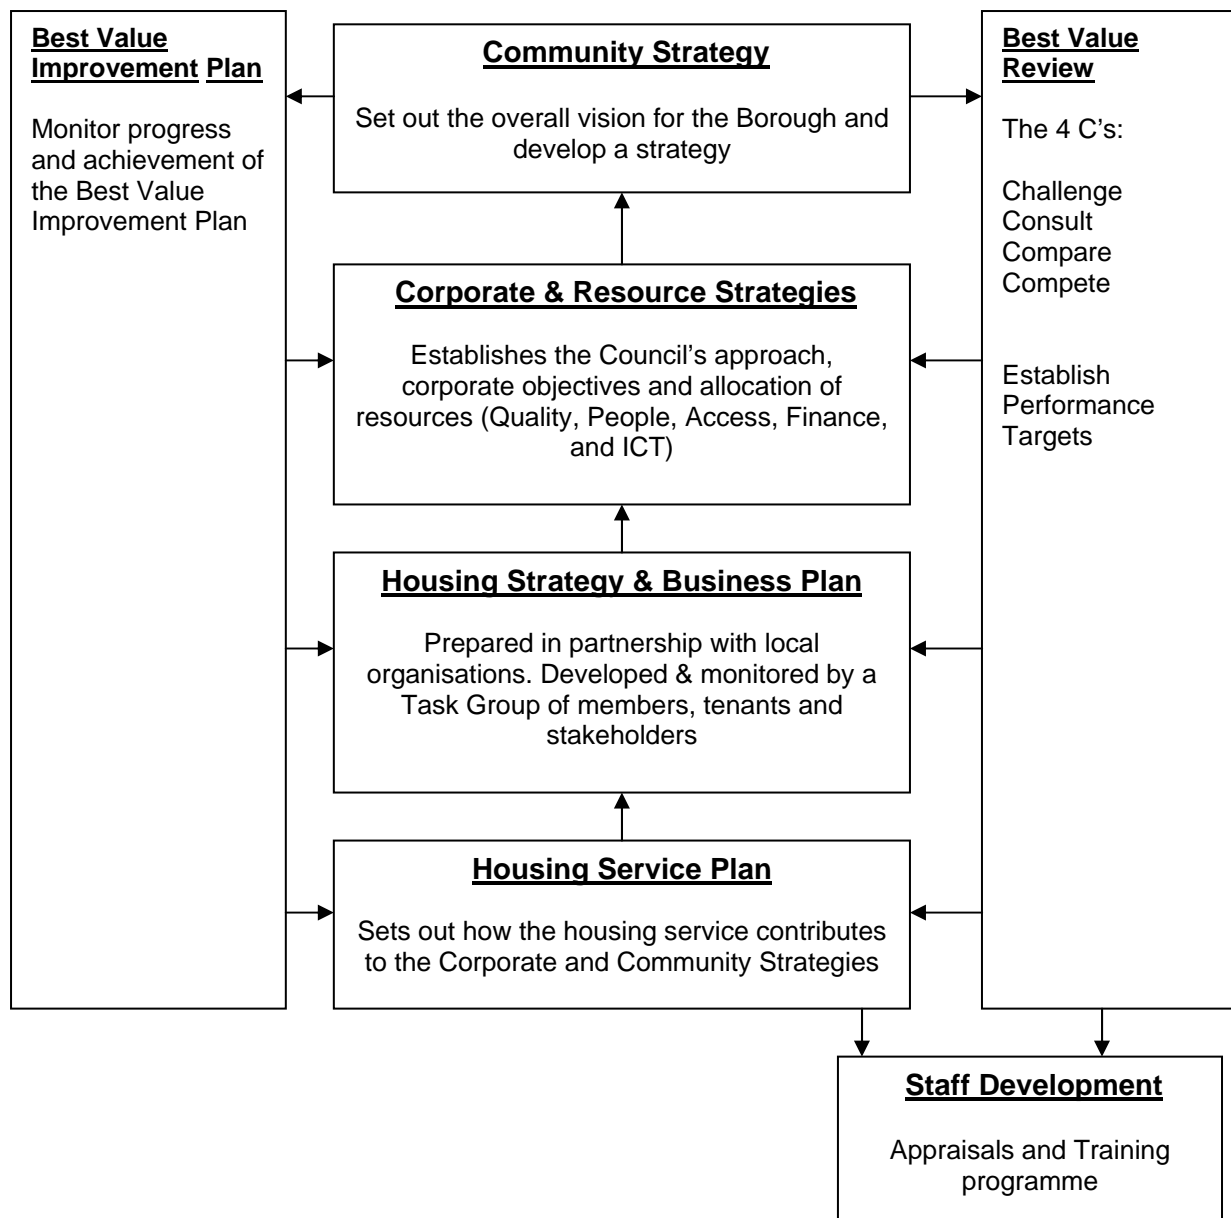 Best Value
Improvement Plan
Monitor progress
and achievement of
the Best Value
Improvement Plan
Community Strategy
Set out the overall vision for the Borough and
develop a strategy
Corporate & Resource Strategies
Establishes the Council’s approach,
corporate objectives and allocation of
resources (Quality, People, Access, Finance,
and ICT)
Housing Strategy & Business Plan
Prepared in partnership with local
organisations. Developed & monitored by a
Task Group of members, tenants and
stakeholders
Housing Service Plan
Sets out how the housing service contributes
to the Corporate and Community Strategies
Best Value
Review
The 4 C’s:
Challenge
Consult
Compare
Compete
Establish
Performance
Targets
Staff Development
Appraisals and Training
programme